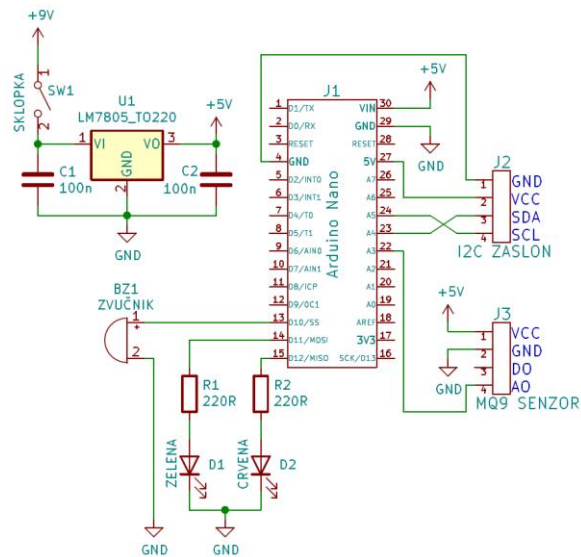 +9V
SKLOPKA
1
SW1
2
U1
LM7805_TO220
+5V
1 VI VO 3
GND
2
C1
100n
C2
100n
GND
BZ1
ZVUČNIK
1
+
2
GND
J1
Arduino Nano
1 D1/TX VIN 30
2 D0/RX GND 29
3 RESET RESET 28
4 GND 5V 27
5 D2/INT0 A7 26
6 D3/INT1 A6 25
7 D4/T0 A5 24
8 D5/T1 A4 23
9 D6/AIN0 A3 22
10 D7/AIN1 A2 21
11 D8/ICP A1 20
12 D9/OC1 A0 19
13 D10/SS AREF 18
14 D11/MOSI 3V3 17
15 D12/MISO SCK/D13 16
+5V
GND
R1
220R
R2
220R
ZELENA
D1
CRVENA
D2
GND
J2
1 GND
2 VCC
3 SDA
4 SCL
I2C ZASLON
+5V
GND
J3
1 VCC
2 GND
3 DO
4 AO
MQ9 SENZOR